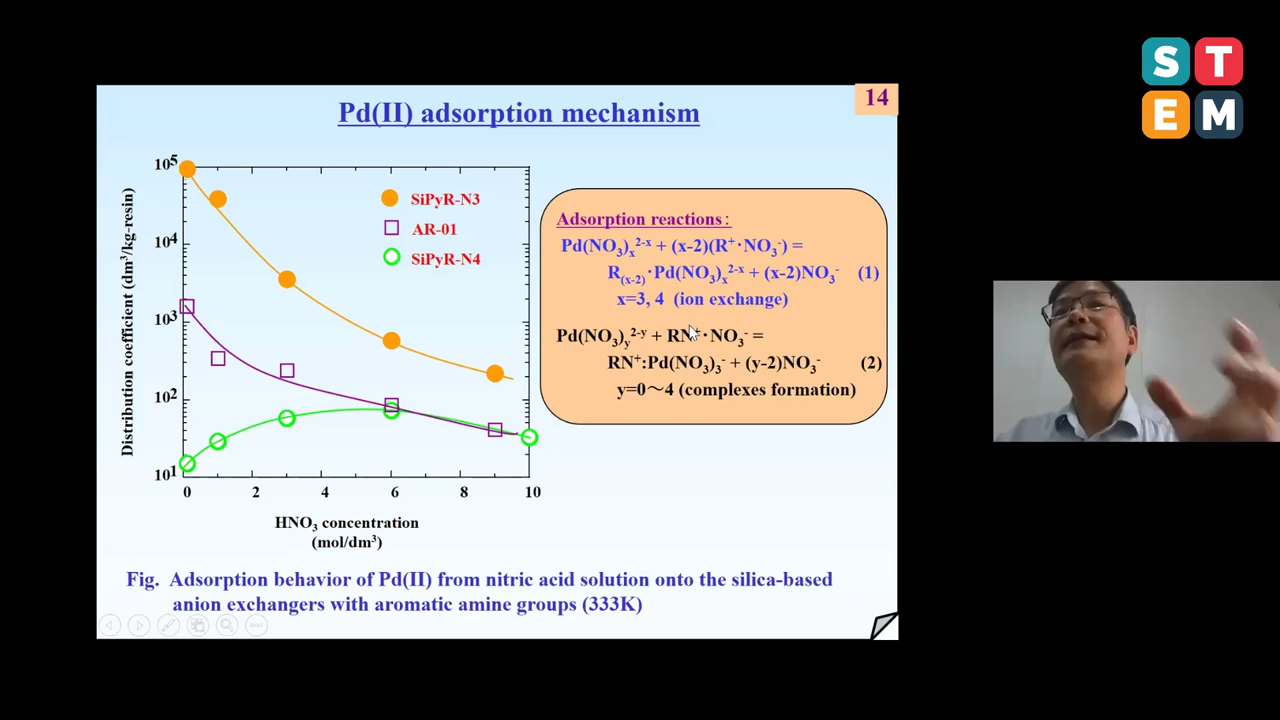 S T
E M
14
Pd(II) adsorption mechanism
10⁵
10⁴
10³
10²
10¹
Distribution coefficient (dm³/kg-resin)
SiPyR-N3
AR-01
SiPyR-N4
0 2 4 6 8 10
HNO₃ concentration
(mol/dm³)
Adsorption reactions:
Pd(NO₃)ₓ²⁻ˣ + (x-2)(R⁺·NO₃⁻) =
R₍ₓ₋₂₎·Pd(NO₃)ₓ²⁻ˣ + (x-2)NO₃⁻ (1)
x=3, 4 (ion exchange)
Pd(NO₃)y²⁻ʸ + RN⁺·NO₃⁻ =
RN⁺:Pd(NO₃)₃⁻ + (y-2)NO₃⁻ (2)
y=0～4 (complexes formation)
Fig. Adsorption behavior of Pd(II) from nitric acid solution onto the silica-based
anion exchangers with aromatic amine groups (333K)